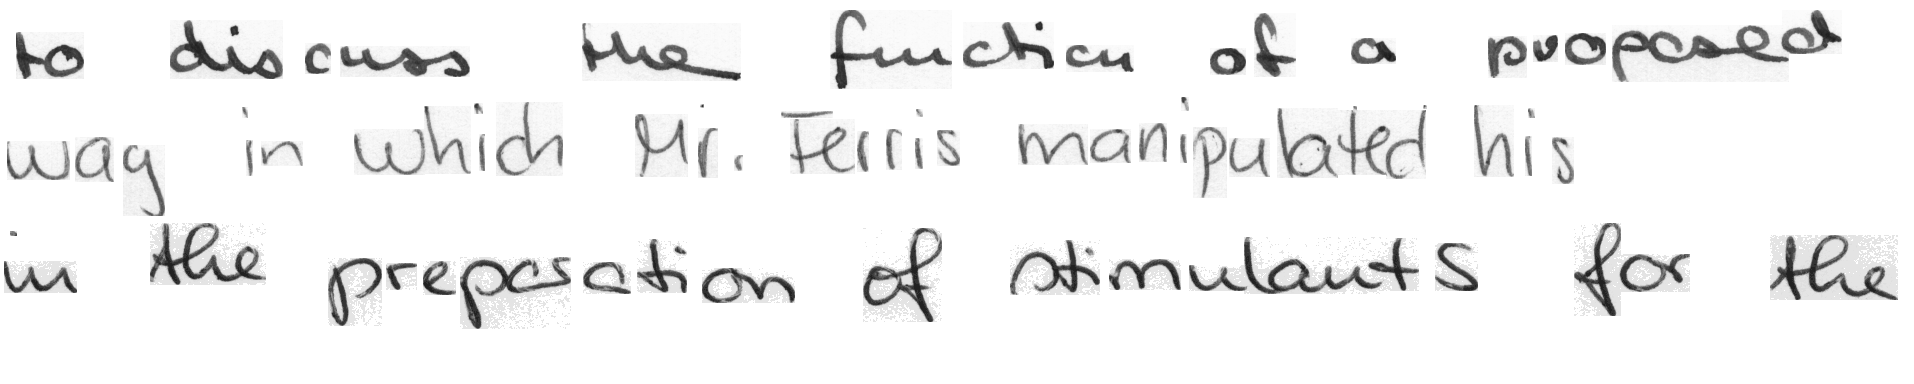 to discuss the function of a proposed
way in which Mr. Ferris manipulated his
in the preparation of stimulants for the